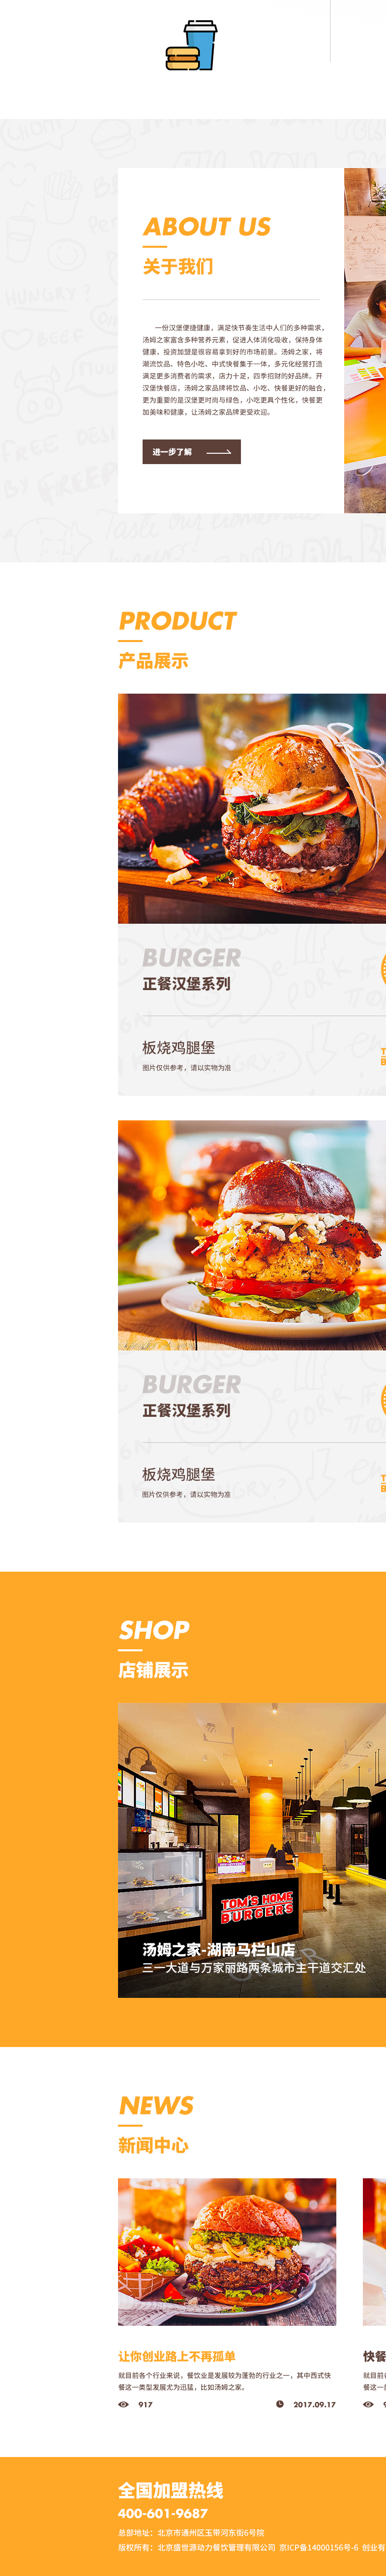 ABOUT US
关于我们
一份汉堡便捷健康，满足快节奏生活中人们的多种需求，
汤姆之家富含多种营养元素，促进人体消化吸收，保持身体
健康，投资加盟是很容易拿到好的市场前景。汤姆之家，将
潮流饮品、特色小吃、中式快餐集于一体，多元化经营打造
满足更多消费者的需求，店力十足，四季招财的好品牌。开
汉堡快餐店，汤姆之家品牌将饮品、小吃、快餐更好的融合，
更为重要的是汉堡更时尚与绿色，小吃更具个性化，快餐更
加美味和健康，让汤姆之家品牌更受欢迎。
进一步了解
PRODUCT
产品展示
BURGER
正餐汉堡系列
板烧鸡腿堡
图片仅供参考，请以实物为准
BURGER
正餐汉堡系列
板烧鸡腿堡
图片仅供参考，请以实物为准
SHOP
店铺展示
TOM'S HOME
BURGERS
汤姆之家-湖南马栏山店
三一大道与万家丽路两条城市主干道交汇处
NEWS
新闻中心
让你创业路上不再孤单
快餐
就目前各个行业来说，餐饮业是发展较为蓬勃的行业之一，其中西式快
餐这一类型发展尤为迅猛，比如汤姆之家。
就目前
餐这一
917
2017.09.17
全国加盟热线
400-601-9687
总部地址：北京市通州区玉带河东街6号院
版权所有：北京盛世源动力餐饮管理有限公司 京ICP备14000156号-6 创业有